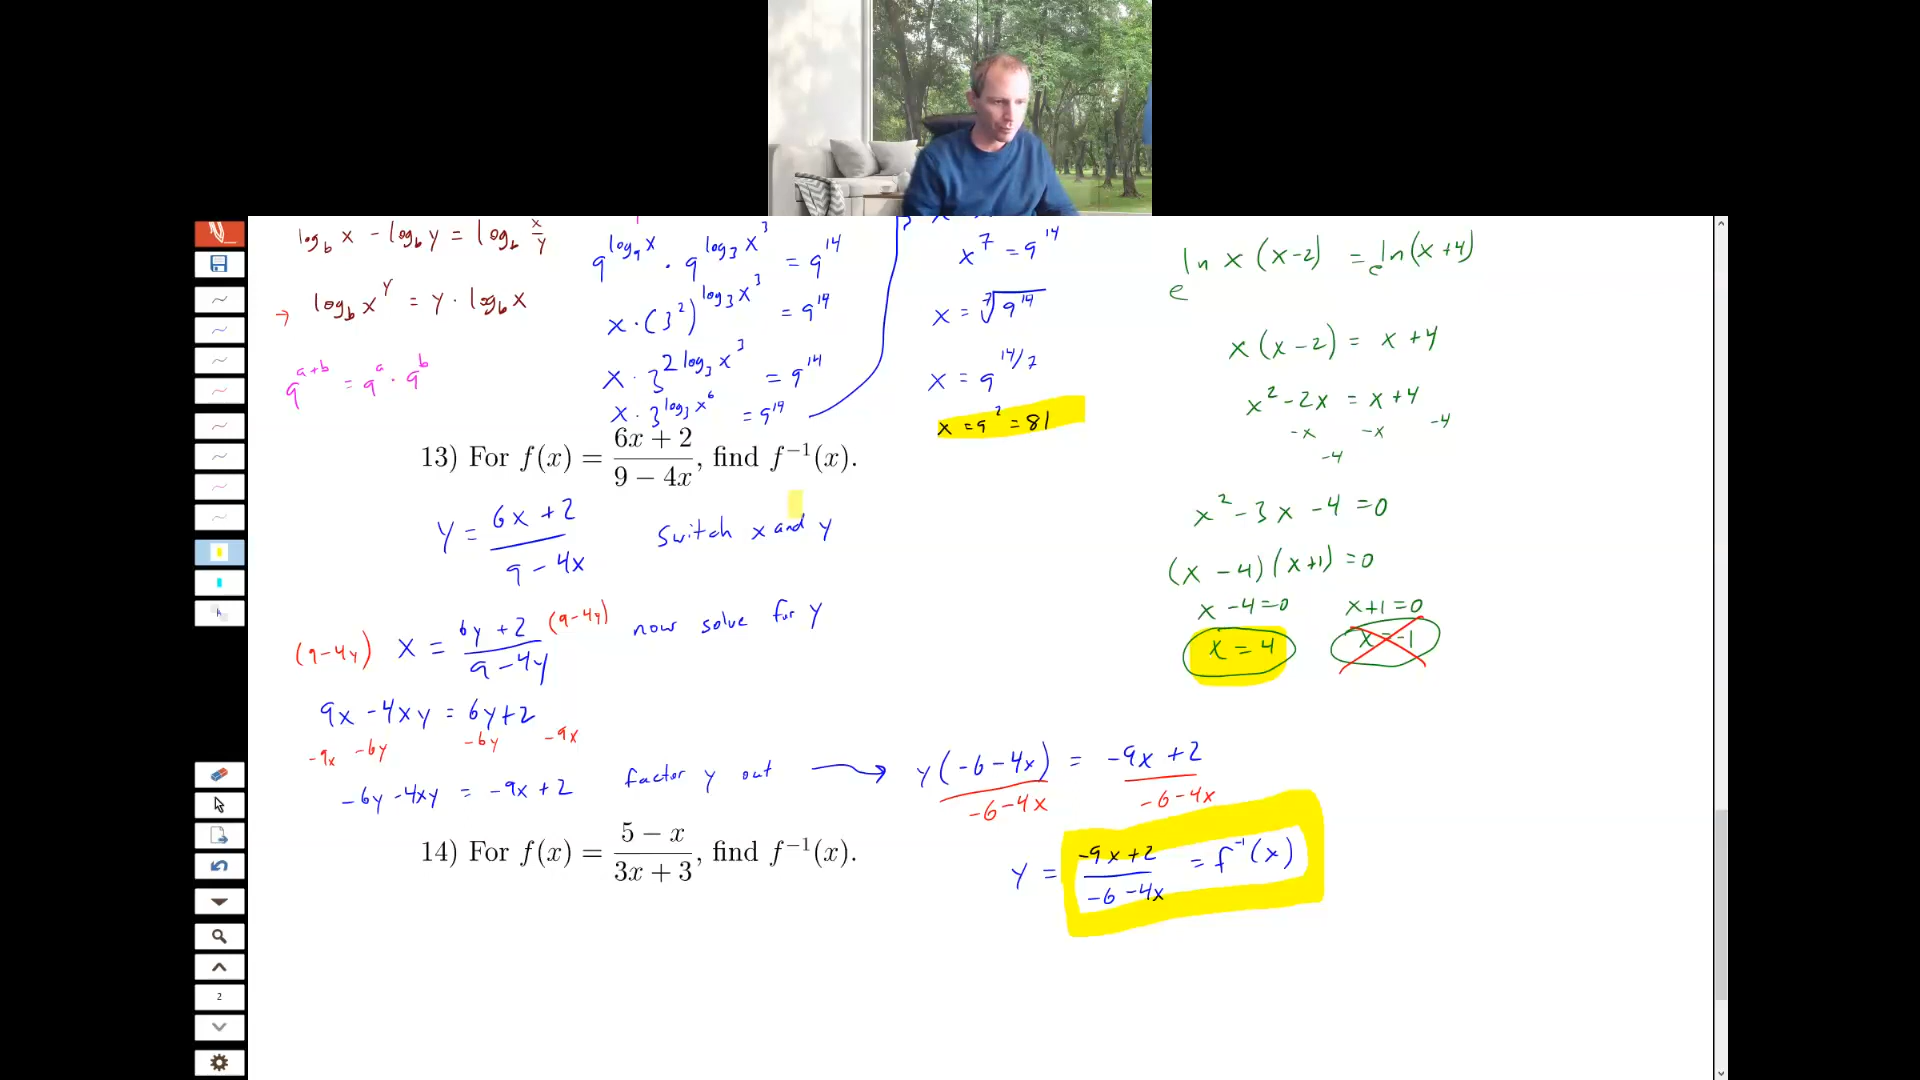 log_b x - log_b y = log_b x/y
→ log_b x^y = y · log_b x
9^(a+b) = 9^a · 9^b
9^(log_9 x) · 9^(log_3 x^3) = 9^14
x · (3^2)^(log_3 x^3) = 9^14
x · 3^(2 log_3 x^3) = 9^14
x · 3^(log_3 x^6) = 9^14
x^7 = 9^14
x = ⁷√(9^14)
x = 9^(14/7)
x = 9^2 = 81
e^(ln x(x-2)) = e^(ln(x+4))
x(x-2) = x+4
x^2 - 2x = x+4
-x -x -4
-4
x^2 - 3x - 4 = 0
(x-4)(x+1) = 0
x-4=0 x+1=0
x = 4 x = -1
13) For f(x) = (6x + 2)/(9 − 4x), find f^−1(x).
y = (6x+2)/(9-4x) Switch x and y
(9-4y) x = (6y+2)/(9-4y) (9-4y) now solve for y
9x - 4xy = 6y+2
-9x -6y -6y -9x
-6y - 4xy = -9x + 2 factor y out → y(-6-4x) = -9x+2
-6-4x -6-4x
y = (-9x+2)/(-6-4x) = f^-1(x)
14) For f(x) = (5 − x)/(3x + 3), find f^−1(x).
2